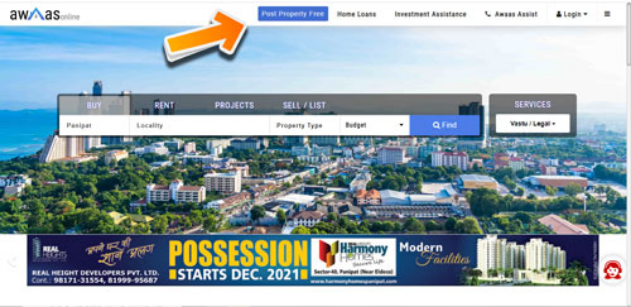 awaas online
Post Property Free Home Loans Investment Assistance Awaas Assist Login
BUY RENT PROJECTS SELL / LIST SERVICES
Panipat Locality Property Type Budget Find Vastu / Legal
REAL HEIGHTS
अपने घर की
शान अलग
REAL HEIGHT DEVELOPERS PVT. LTD.
Cont.: 98171-31554, 81999-95687
POSSESSION
STARTS DEC. 2021
Harmony
Homes
Sector-40, Panipat (Near Eldeco)
www.harmonyhomespanipat.com
Modern
Facilities